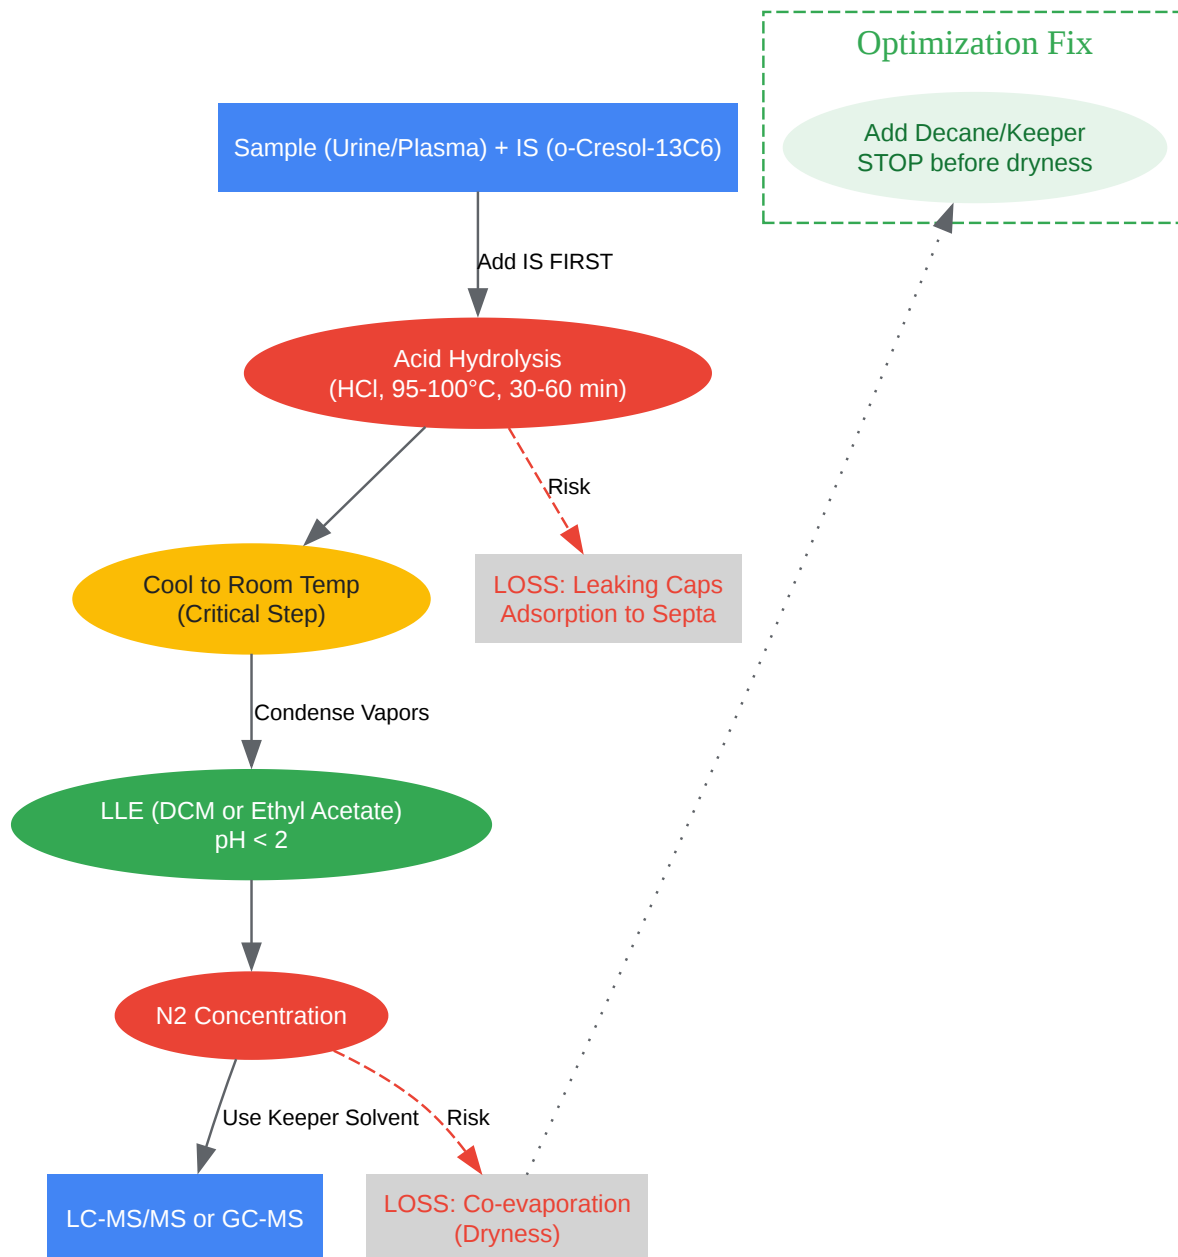 Optimization Fix
Add Decane/Keeper
STOP before dryness
Sample (Urine/Plasma) + IS (o-Cresol-13C6)
Add IS FIRST
Acid Hydrolysis
(HCl, 95-100°C, 30-60 min)
Risk
Cool to Room Temp
(Critical Step)
LOSS: Leaking Caps
Adsorption to Septa
Condense Vapors
LLE (DCM or Ethyl Acetate)
pH < 2
N2 Concentration
Use Keeper Solvent
Risk
LC-MS/MS or GC-MS
LOSS: Co-evaporation
(Dryness)